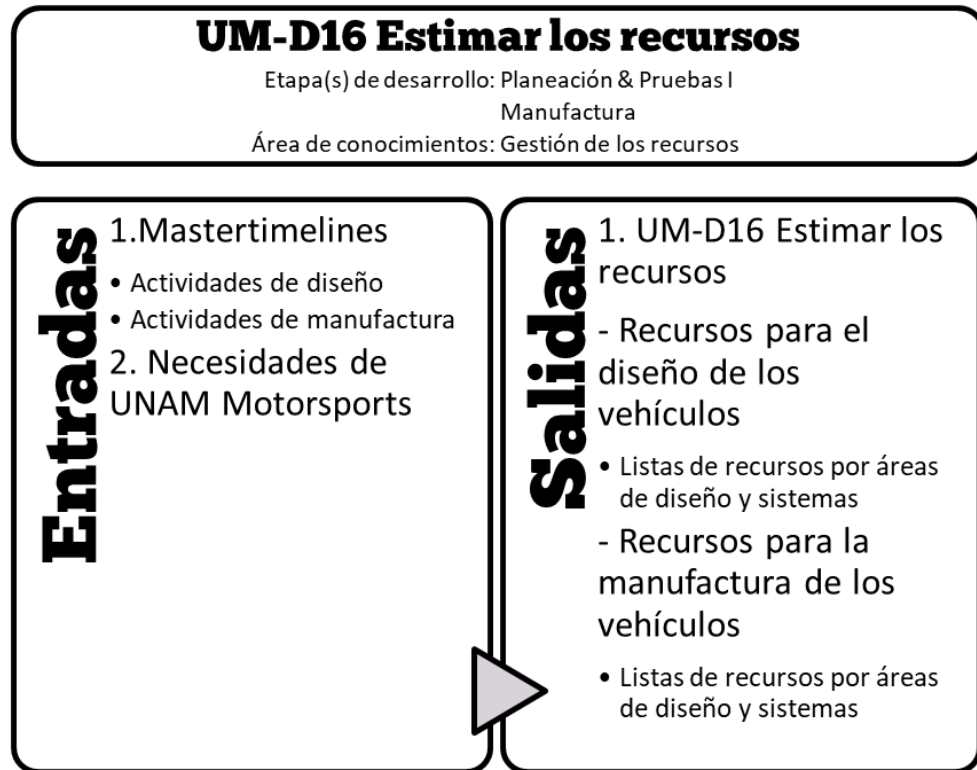 UM-D16 Estimar los recursos
Etapa(s) de desarrollo: Planeación & Pruebas I
Manufactura
Área de conocimientos: Gestión de los recursos
Entradas
1.Mastertimelines
• Actividades de diseño
• Actividades de manufactura
2. Necesidades de
UNAM Motorsports
Salidas
1. UM-D16 Estimar los
recursos
- Recursos para el
diseño de los
vehículos
• Listas de recursos por áreas
de diseño y sistemas
- Recursos para la
manufactura de los
vehículos
• Listas de recursos por áreas
de diseño y sistemas